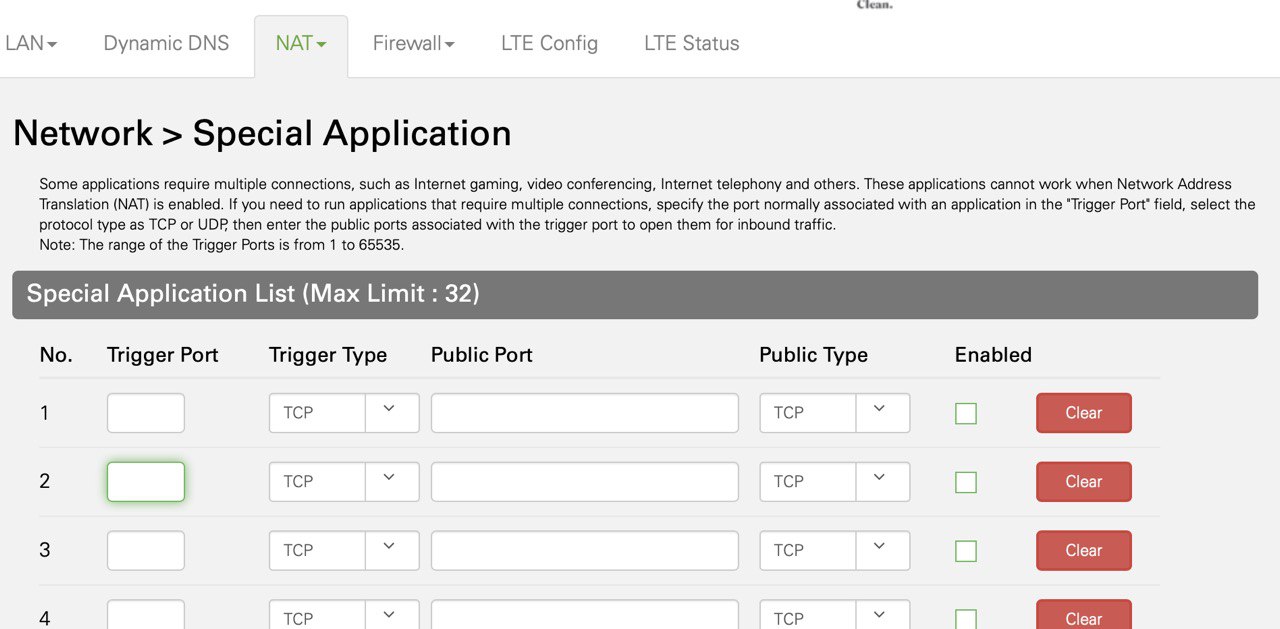 Clean.
LAN Dynamic DNS NAT Firewall LTE Config LTE Status
Network > Special Application
Some applications require multiple connections, such as Internet gaming, video conferencing, Internet telephony and others. These applications cannot work when Network Address
Translation (NAT) is enabled. If you need to run applications that require multiple connections, specify the port normally associated with an application in the "Trigger Port" field, select the
protocol type as TCP or UDP, then enter the public ports associated with the trigger port to open them for inbound traffic.
Note: The range of the Trigger Ports is from 1 to 65535.
Special Application List (Max Limit : 32)
No. Trigger Port Trigger Type Public Port Public Type Enabled
1 TCP TCP Clear
2 TCP TCP Clear
3 TCP TCP Clear
4 TCP TCP Clear